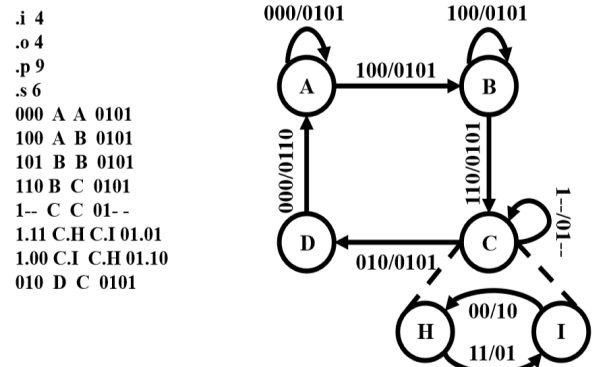 .i 4
.o 4
.p 9
.s 6
000 A A 0101
100 A B 0101
101 B B 0101
110 B C 0101
1-- C C 01- -
1.11 C.H C.I 01.01
1.00 C.I C.H 01.10
010 D C 0101
000/0101
100/0101
A
100/0101
B
000/0110
110/0101
1--/01--
D
010/0101
C
H
00/10
I
11/01